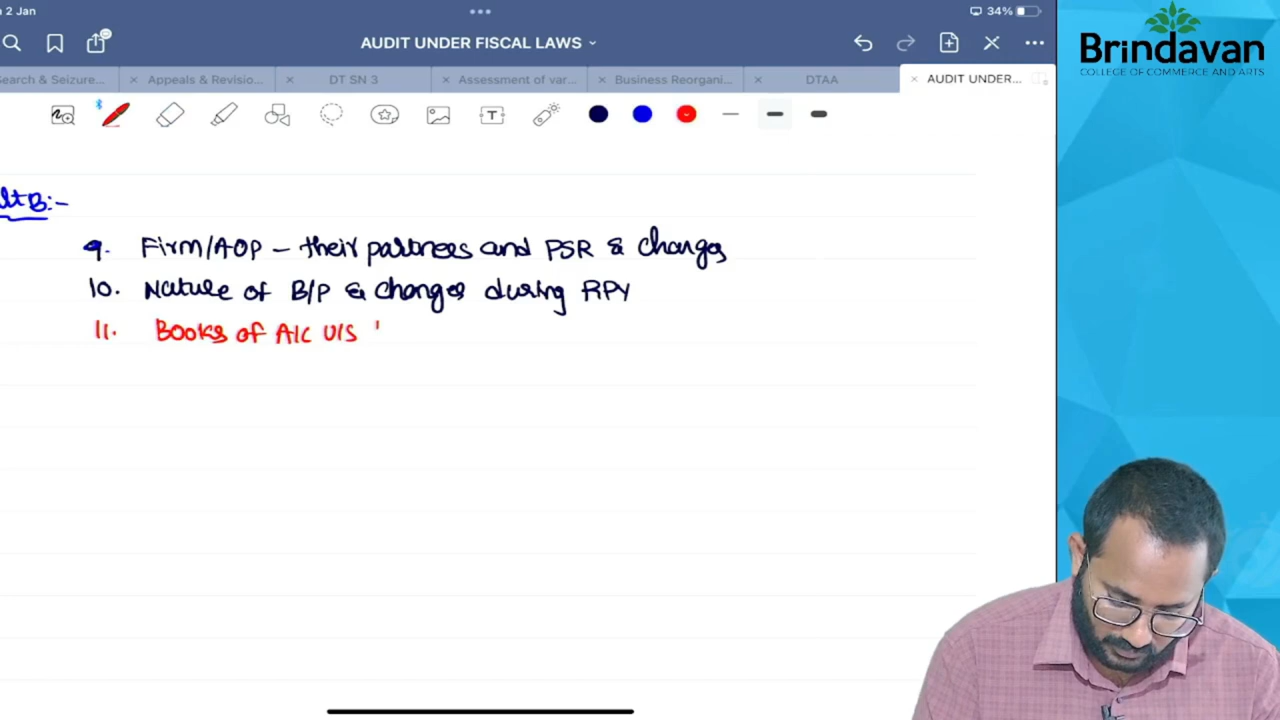 2 Jan
34%
AUDIT UNDER FISCAL LAWS
Brindavan
COLLEGE OF COMMERCE AND ARTS
earch & Seizure...
Appeals & Revisio...
DT SN 3
Assessment of var...
Business Reorgani...
DTAA
AUDIT UNDER...
T
B:-
9. Firm/AOP - their partners and PSR & changes
10. Nature of B/P & changes during RPY
11. Books of A/C U/S